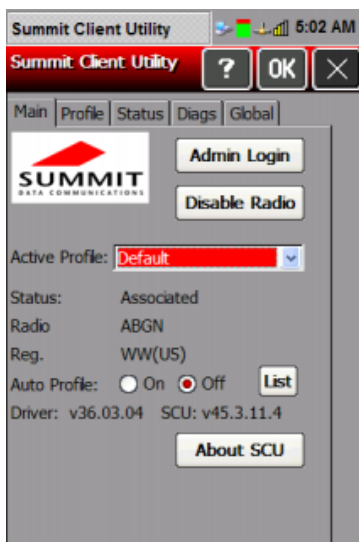 Summit Client Utility 5:02 AM
Summit Client Utility ? OK X
Main Profile Status Diags Global
SUMMIT
DATA COMMUNICATIONS
Admin Login
Disable Radio
Active Profile: Default
Status: Associated
Radio ABGN
Reg. WW(US)
Auto Profile: On Off List
Driver: v36.03.04 SCU: v45.3.11.4
About SCU